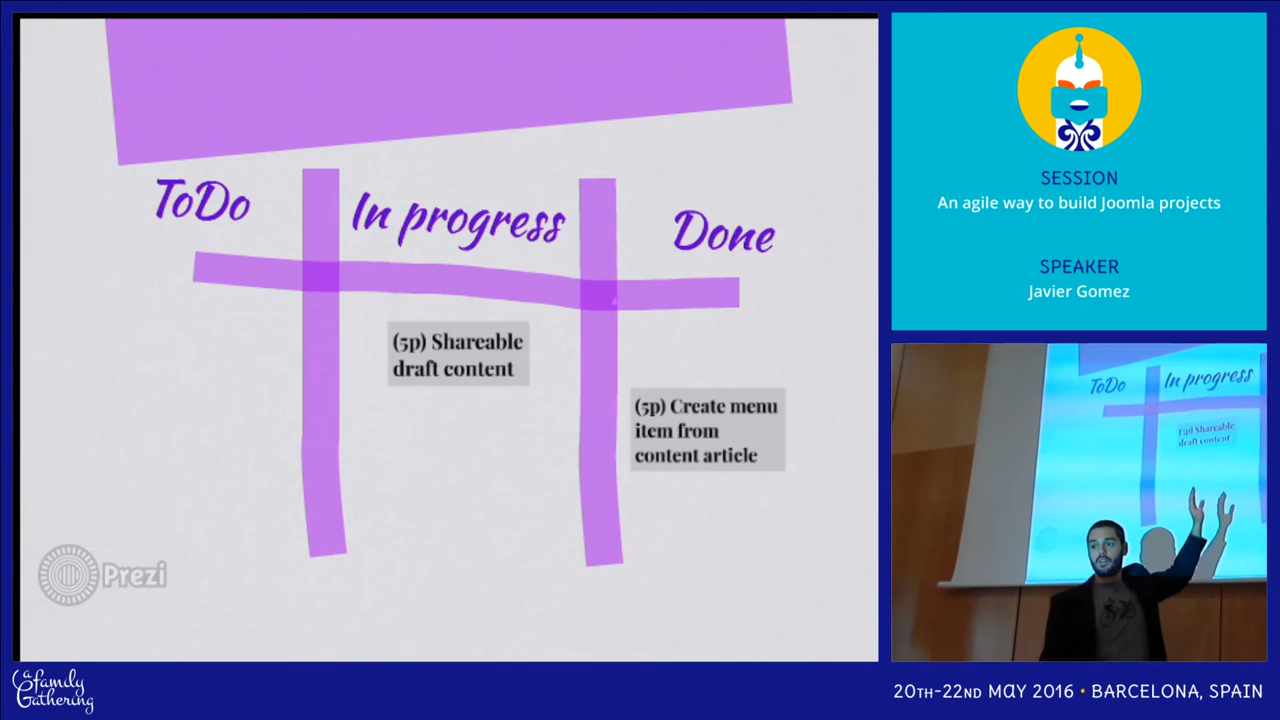 ToDo
In progress
Done
(5p) Shareable
draft content
(5p) Create menu
item from
content article
Prezi
SESSION
An agile way to build Joomla projects
SPEAKER
Javier Gomez
ToDo
In progress
(5p) Shareable
draft content
a family
Gathering
20TH-22ND MAY 2016 • BARCELONA, SPAIN